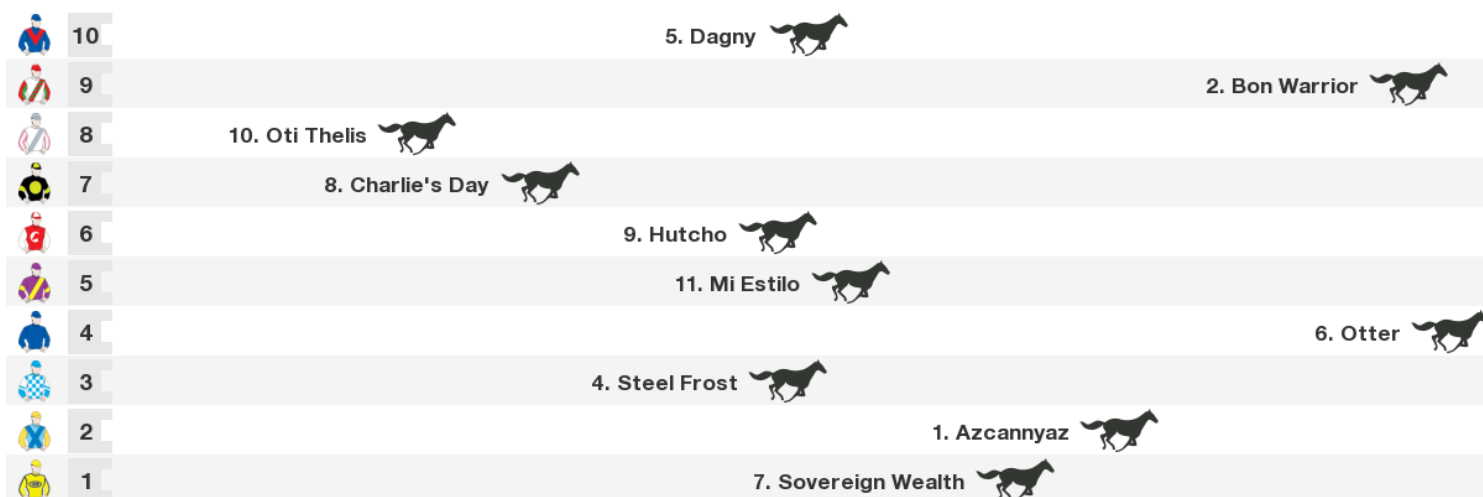 10 5. Dagny
9 2. Bon Warrior
8 10. Oti Thelis
7 8. Charlie's Day
6 9. Hutcho
5 11. Mi Estilo
4 6. Otter
3 4. Steel Frost
2 1. Azcannyaz
1 7. Sovereign Wealth